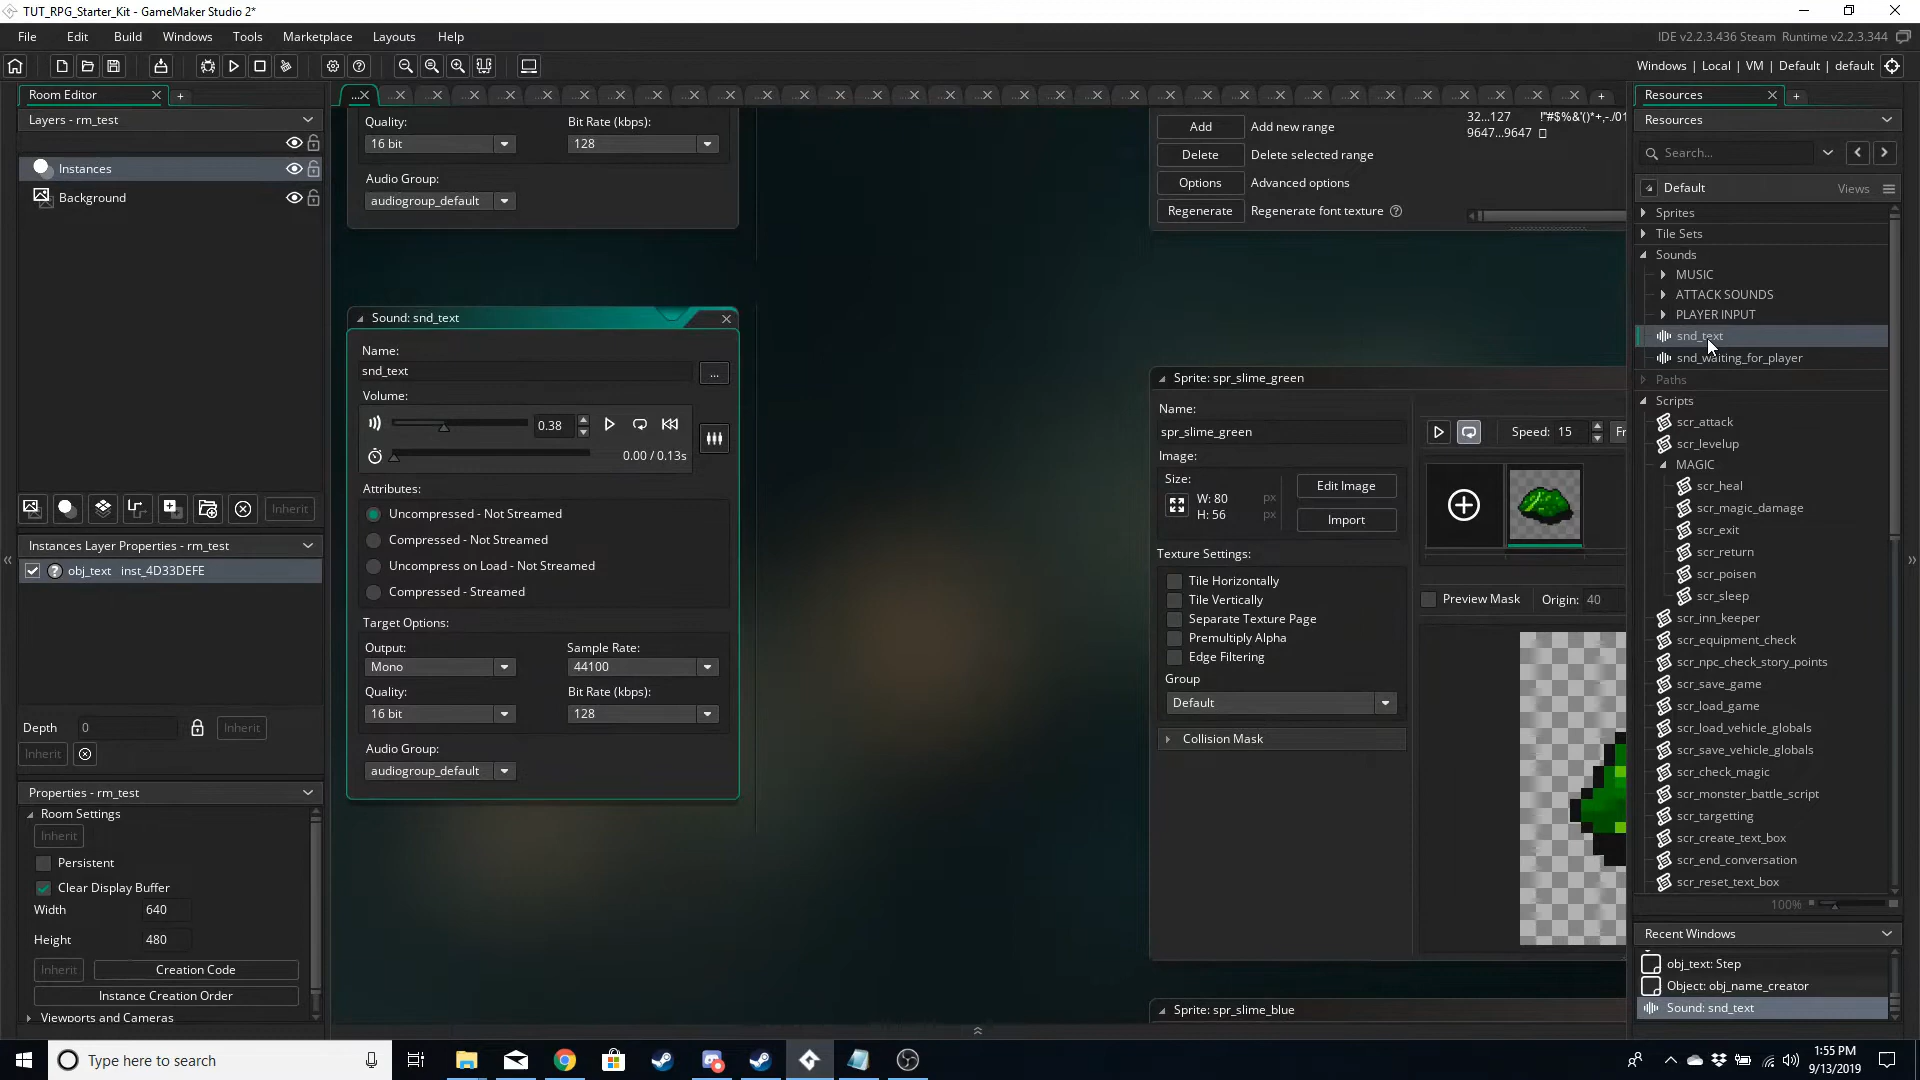 TUT_RPG_Starter_Kit - GameMaker Studio 2*
File Edit Build Windows Tools Marketplace Layouts Help
IDE v2.2.3.436 Steam Runtime v2.2.3.344
Windows | Local | VM | Default | default
Room Editor
Layers - rm_test
Instances
Background
Inherit
Instances Layer Properties - rm_test
obj_text inst_4D33DEFE
Depth 0 Inherit
Inherit
Properties - rm_test
Room Settings
Inherit
Persistent
Clear Display Buffer
Width 640
Height 480
Inherit Creation Code
Instance Creation Order
Viewports and Cameras
Quality: Bit Rate (kbps):
16 bit 128
Audio Group:
audiogroup_default
Sound: snd_text
Name:
snd_text
...
Volume:
0.38
0.00 / 0.13s
Attributes:
Uncompressed - Not Streamed
Compressed - Not Streamed
Uncompress on Load - Not Streamed
Compressed - Streamed
Target Options:
Output: Sample Rate:
Mono 44100
Quality: Bit Rate (kbps):
16 bit 128
Audio Group:
audiogroup_default
Add Add new range
Delete Delete selected range
Options Advanced options
Regenerate Regenerate font texture
32...127 !"#$%&'()*+,-./01
9647...9647 □
Sprite: spr_slime_green
Name:
spr_slime_green
Image:
Size:
W: 80 px
H: 56 px
Edit Image
Import
Speed: 15 Fr
Texture Settings:
Tile Horizontally
Tile Vertically
Separate Texture Page
Premultiply Alpha
Edge Filtering
Group
Default
Collision Mask
Preview Mask Origin: 40
Sprite: spr_slime_blue
Resources
Resources
Search...
Default Views
Sprites
Tile Sets
Sounds
MUSIC
ATTACK SOUNDS
PLAYER INPUT
snd_text
snd_waiting_for_player
Paths
Scripts
scr_attack
scr_levelup
MAGIC
scr_heal
scr_magic_damage
scr_exit
scr_return
scr_poisen
scr_sleep
scr_inn_keeper
scr_equipment_check
scr_npc_check_story_points
scr_save_game
scr_load_game
scr_load_vehicle_globals
scr_save_vehicle_globals
scr_check_magic
scr_monster_battle_script
scr_targetting
scr_create_text_box
scr_end_conversation
scr_reset_text_box
100%
Recent Windows
obj_text: Step
Object: obj_name_creator
Sound: snd_text
Type here to search
1:55 PM
9/13/2019